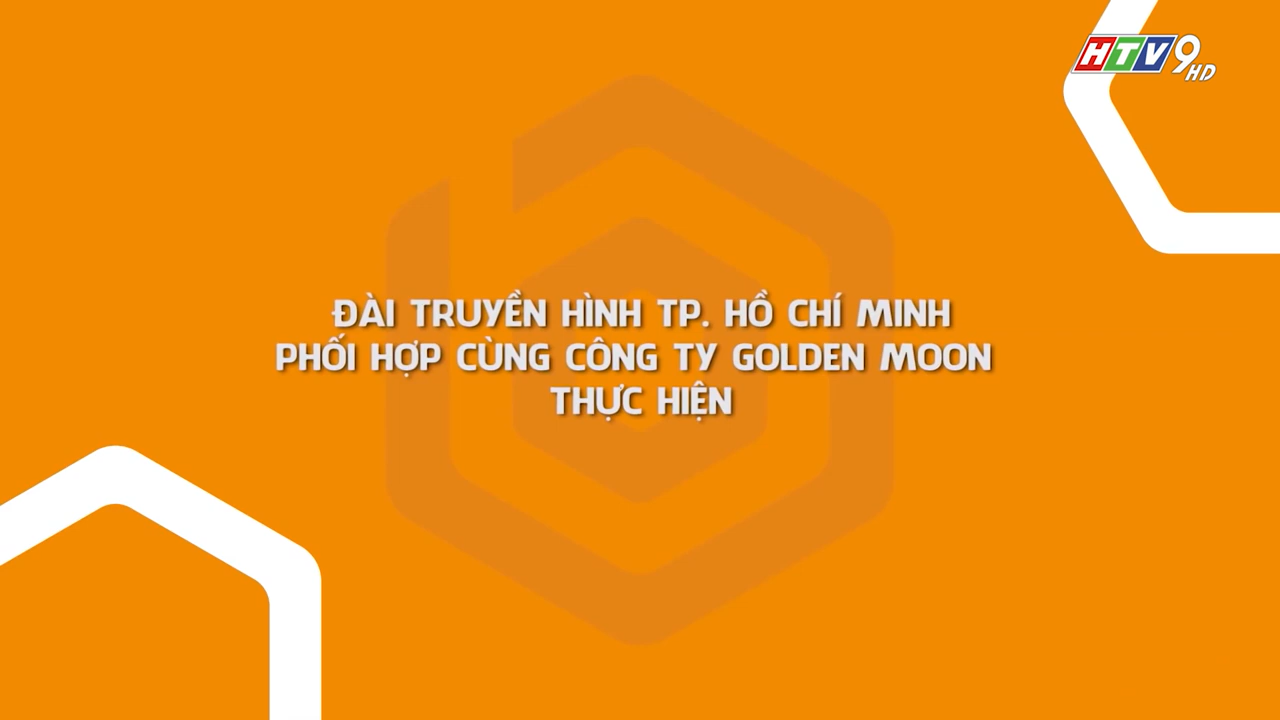 HTV9 HD
ĐÀI TRUYỀN HÌNH TP. HỒ CHÍ MINH
PHỐI HỢP CÙNG CÔNG TY GOLDEN MOON
THỰC HIỆN